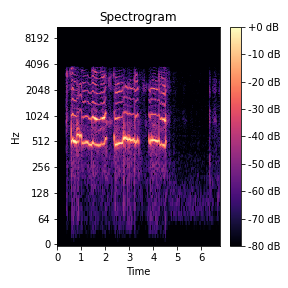 Spectrogram
8192
4096
2048
1024
512
256
128
64
0
Hz
0 1 2 3 4 5 6
Time
+0 dB
-10 dB
-20 dB
-30 dB
-40 dB
-50 dB
-60 dB
-70 dB
-80 dB